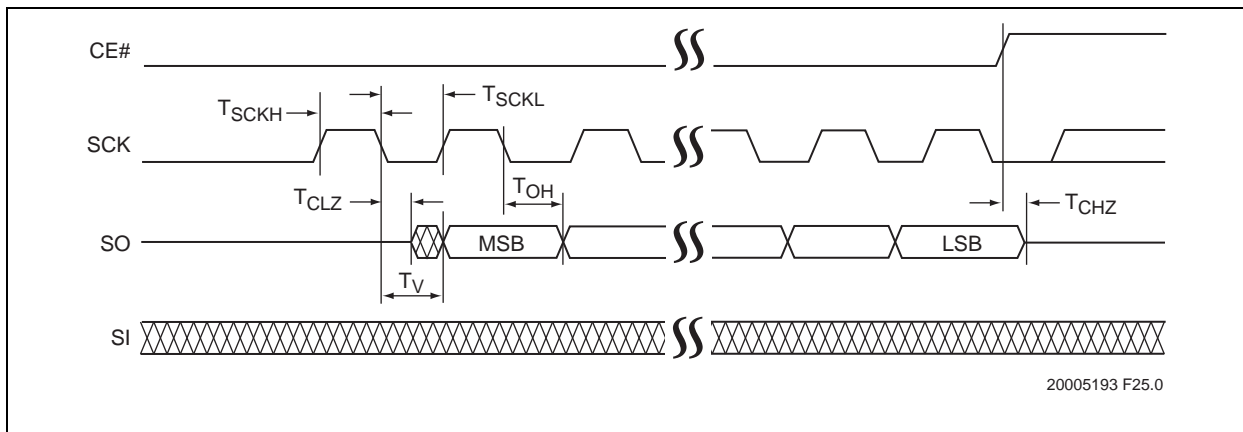 CE#
TSCKH
TSCKL
SCK
TCLZ
TOH
TCHZ
SO
MSB
LSB
TV
SI
20005193 F25.0